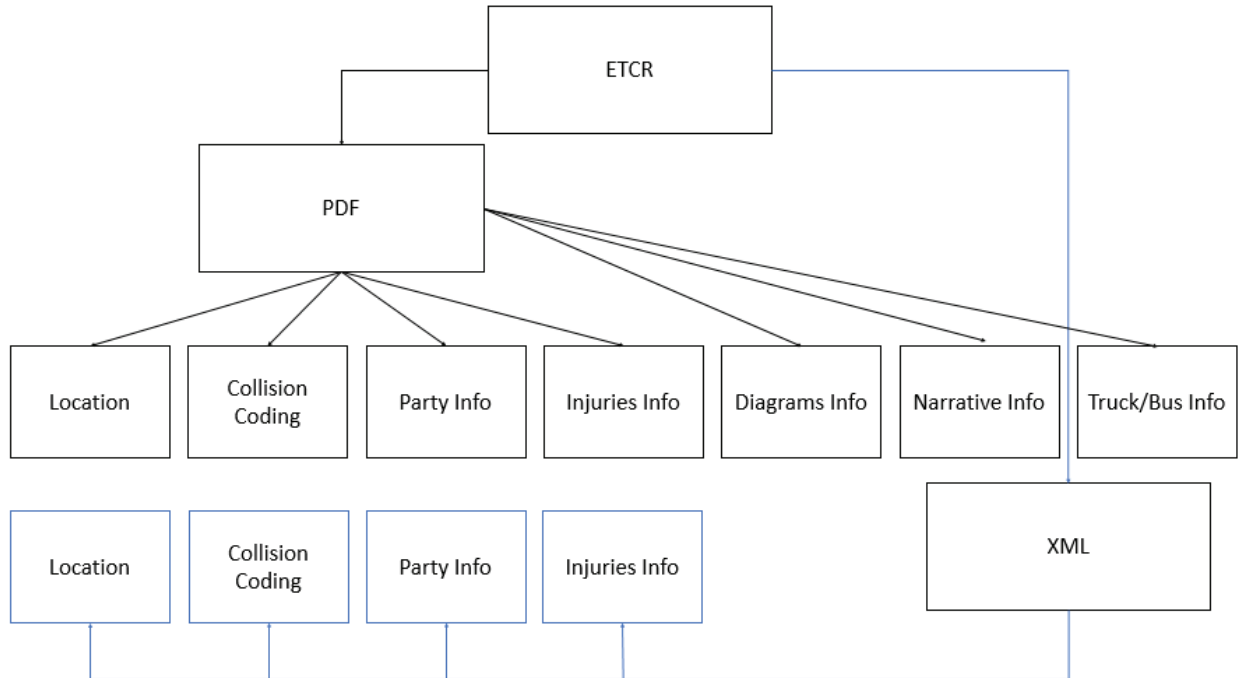 ETCR
PDF
Location
Collision
Coding
Party Info
Injuries Info
Diagrams Info
Narrative Info
Truck/Bus Info
Location
Collision
Coding
Party Info
Injuries Info
XML